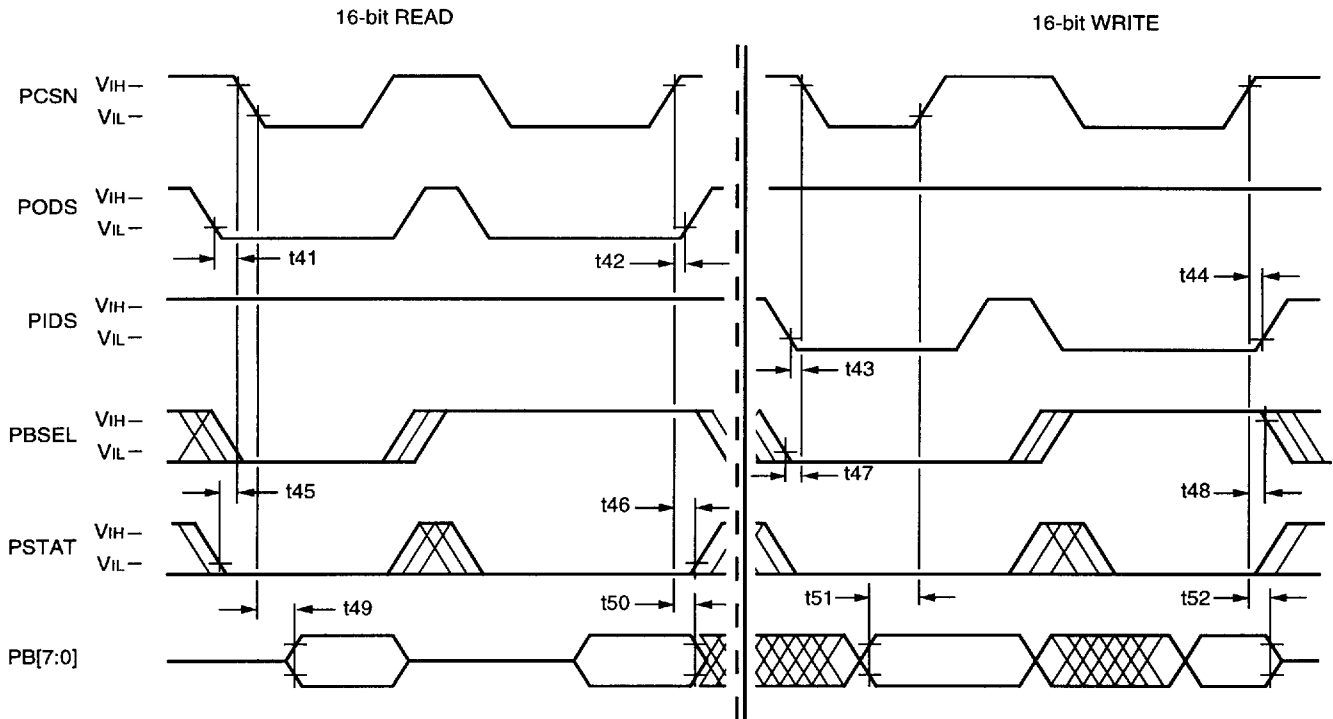 16-bit READ
16-bit WRITE
PCSN
VIH
VIL
PODS
VIH
VIL
t41
t42
t44
PIDS
VIH
VIL
t43
PBSEL
VIH
VIL
t45
t46
t47
t48
PSTAT
VIH
VIL
t49
t50
t51
t52
PB[7:0]